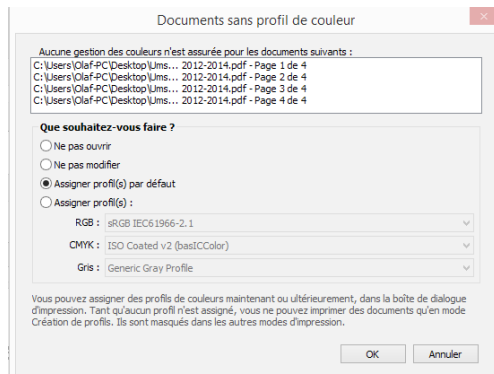 Documents sans profil de couleur
Aucune gestion des couleurs n'est assurée pour les documents suivants :
C:\Users\Olaf-PC\Desktop\Ums... 2012-2014.pdf - Page 1 de 4
C:\Users\Olaf-PC\Desktop\Ums... 2012-2014.pdf - Page 2 de 4
C:\Users\Olaf-PC\Desktop\Ums... 2012-2014.pdf - Page 3 de 4
C:\Users\Olaf-PC\Desktop\Ums... 2012-2014.pdf - Page 4 de 4
Que souhaitez-vous faire ?
Ne pas ouvrir
Ne pas modifier
Assigner profil(s) par défaut
Assigner profil(s) :
RGB : sRGB IEC61966-2.1
CMYK : ISO Coated v2 (basICColor)
Gris : Generic Gray Profile
Vous pouvez assigner des profils de couleurs maintenant ou ultérieurement, dans la boîte de dialogue
d'impression. Tant qu'aucun profil n'est assigné, vous ne pouvez imprimer des documents qu'en mode
Création de profils. Ils sont masqués dans les autres modes d'impression.
OK Annuler